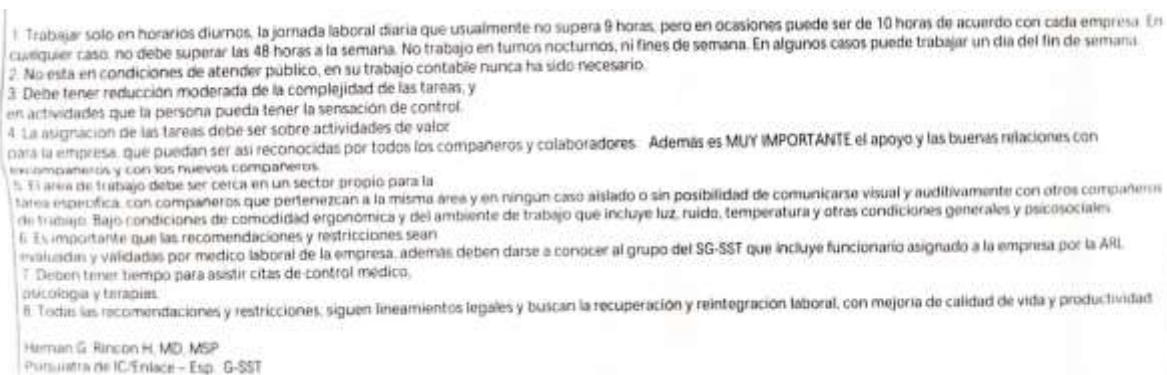 1. Trabajar solo en horarios diurnos, la jornada laboral diaria que usualmente no supera 9 horas, pero en ocasiones puede ser de 10 horas de acuerdo con cada empresa. En
cualquier caso, no debe superar las 48 horas a la semana. No trabajo en turnos nocturnos, ni fines de semana. En algunos casos puede trabajar un dia del fin de semana.
2. No esta en condiciones de atender público, en su trabajo contable nunca ha sido necesario.
3. Debe tener reducción moderada de la complejidad de las tareas, y
en actividades que la persona pueda tener la sensación de control.
4. La asignación de las tareas debe ser sobre actividades de valor
para la empresa, que puedan ser asi reconocidas por todos los compañeros y colaboradores. Además es MUY IMPORTANTE el apoyo y las buenas relaciones con
excompañeros y con los nuevos compañeros.
5. El area de trabajo debe ser cerca en un sector propio para la
tarea especifica, con compañeros que pertenezcan a la misma área y en ningún caso aislado o sin posibilidad de comunicarse visual y auditivamente con otros compañeros
de trabajo. Bajo condiciones de comodidad ergonómica y del ambiente de trabajo que incluye luz, ruido, temperatura y otras condiciones generales y psicosociales.
6. Es importante que las recomendaciones y restricciones sean
evaluadas y validadas por medico laboral de la empresa, además deben darse a conocer al grupo del SG-SST que incluye funcionario asignado a la empresa por la ARL.
7. Deben tener tiempo para asistir citas de control médico,
psicologia y terapias.
8. Todas las recomendaciones y restricciones, siguen lineamientos legales y buscan la recuperación y reintegración laboral, con mejoria de calidad de vida y productividad.
Hernan G. Rincon H, MD, MSP
Psiquiatra de IC/Enlace – Esp. G-SST